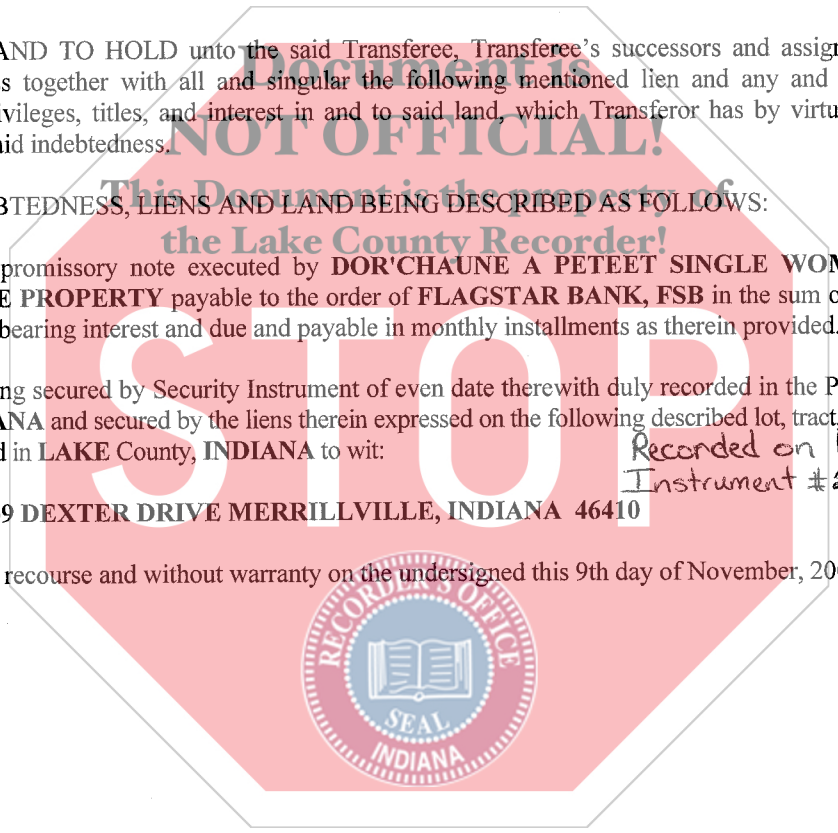 AND TO HOLD unto the said Transferee, Transferee's successors and assign
s together with all and singular the following mentioned lien and any and
vileges, titles, and interest in and to said land, which Transferor has by virtu
aid indebtedness.
Document is
NOT OFFICIAL!
This Document is the property of
the Lake County Recorder!
BTEDNESS, LIENS AND LAND BEING DESCRIBED AS FOLLOWS:
promissory note executed by DOR'CHAUNE A PETEET SINGLE WOM
E PROPERTY payable to the order of FLAGSTAR BANK, FSB in the sum o
bearing interest and due and payable in monthly installments as therein provided.
ng secured by Security Instrument of even date therewith duly recorded in the P
ANA and secured by the liens therein expressed on the following described lot, tract,
d in LAKE County, INDIANA to wit:
Recorded on
Instrument #2
9 DEXTER DRIVE MERRILLVILLE, INDIANA 46410
recourse and without warranty on the undersigned this 9th day of November, 20
STOP
RECORDER'S OFFICE
SEAL
INDIANA